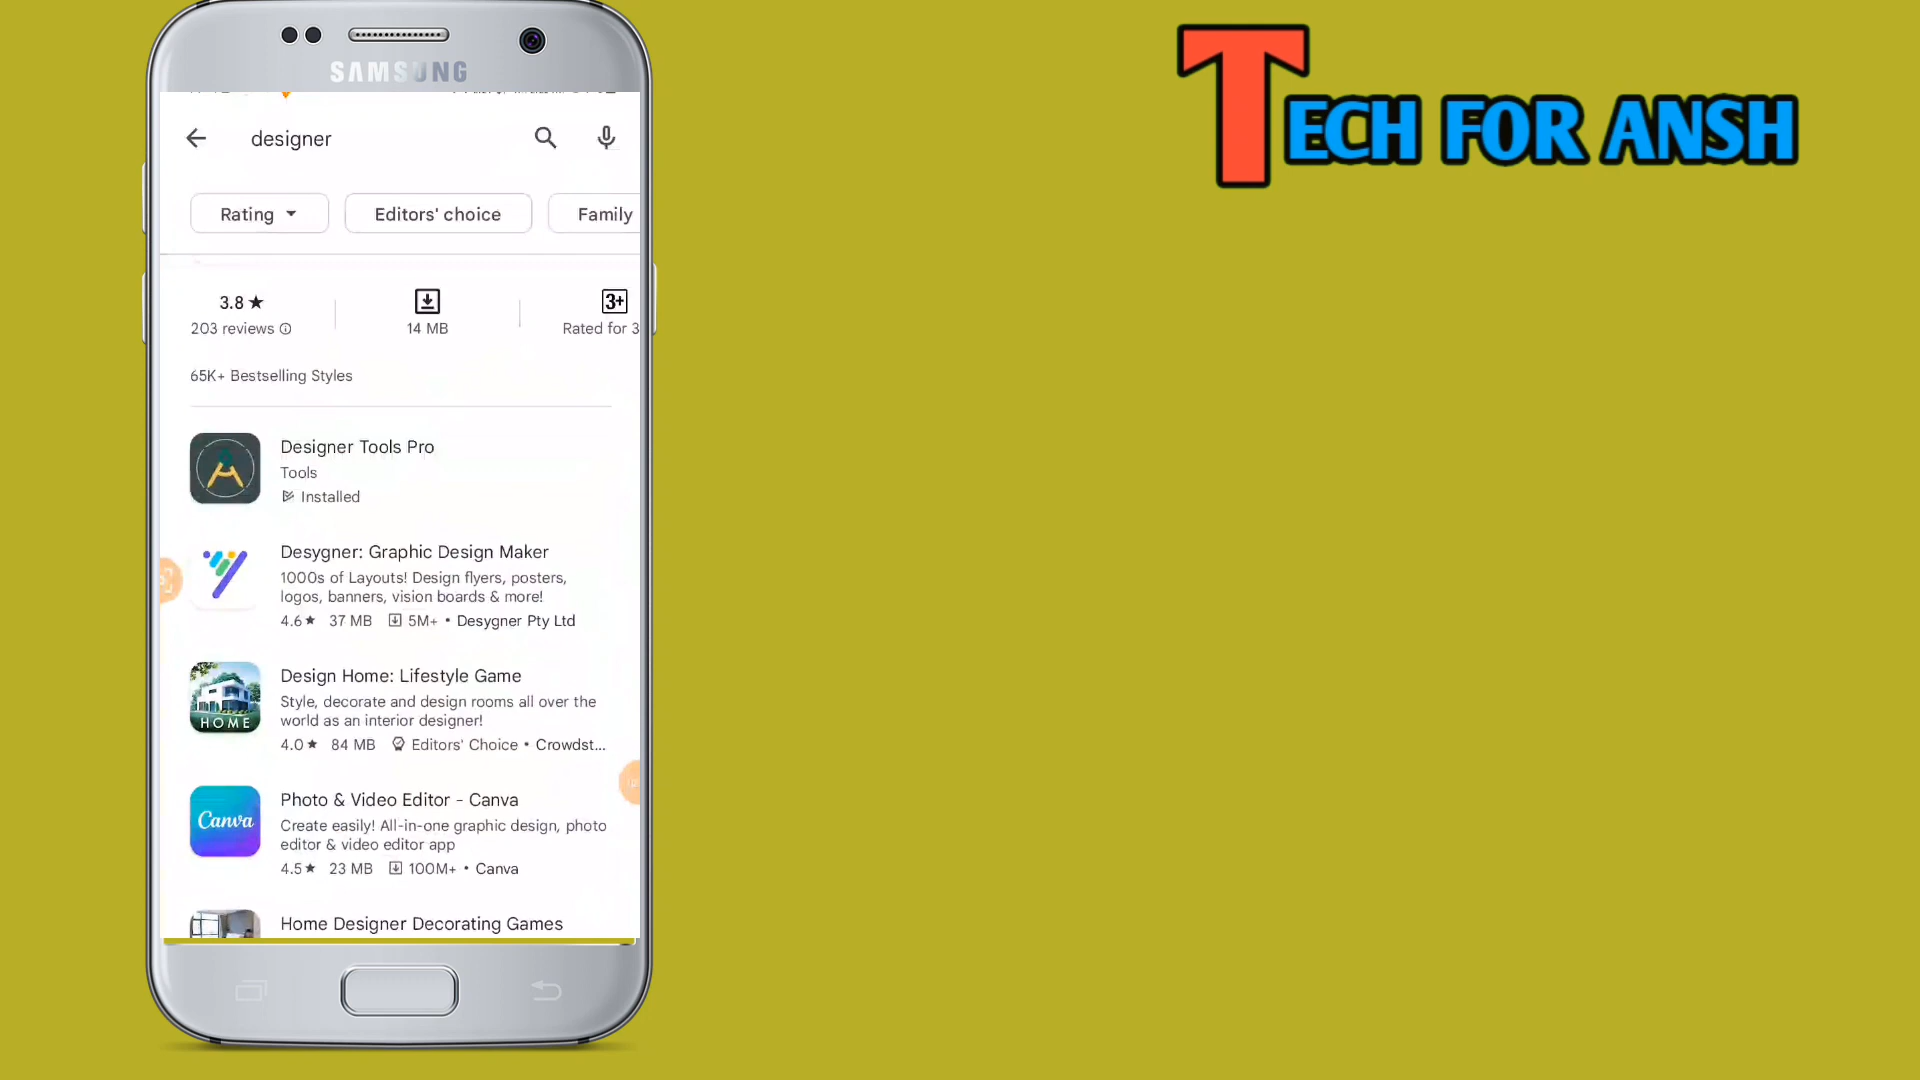 SAMSUNG
TECH FOR ANSH
designer
Rating
Editors' choice
Family
3.8 ★
203 reviews
14 MB
3+
Rated for 3
65K+ Bestselling Styles
Designer Tools Pro
Tools
Installed
Desygner: Graphic Design Maker
1000s of Layouts! Design flyers, posters,
logos, banners, vision boards & more!
4.6★ 37 MB 5M+ • Desygner Pty Ltd
HOME
Design Home: Lifestyle Game
Style, decorate and design rooms all over the
world as an interior designer!
4.0★ 84 MB Editors' Choice • Crowdst...
Canva
Photo & Video Editor - Canva
Create easily! All-in-one graphic design, photo
editor & video editor app
4.5★ 23 MB 100M+ • Canva
Home Designer Decorating Games